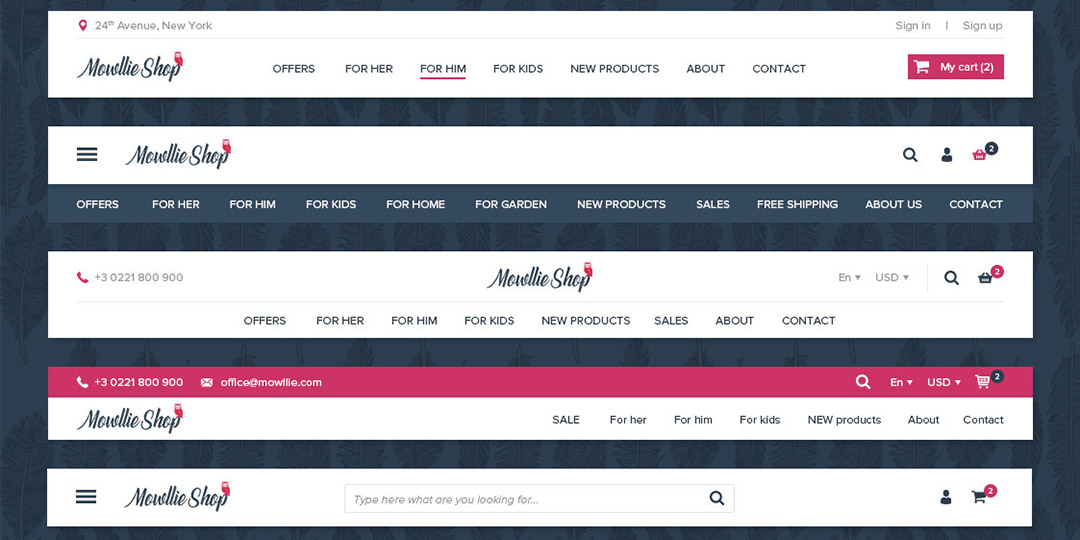 24th Avenue, New York Sign in | Sign up
Mowllie Shop OFFERS FOR HER FOR HIM FOR KIDS NEW PRODUCTS ABOUT CONTACT My cart (2)
Mowllie Shop 2
OFFERS FOR HER FOR HIM FOR KIDS FOR HOME FOR GARDEN NEW PRODUCTS SALES FREE SHIPPING ABOUT US CONTACT
+3 0221 800 900 Mowllie Shop En USD 2
OFFERS FOR HER FOR HIM FOR KIDS NEW PRODUCTS SALES ABOUT CONTACT
+3 0221 800 900 office@mowllie.com En USD 2
Mowllie Shop SALE For her For him For kids NEW products About Contact
Mowllie Shop Type here what are you looking for... 2